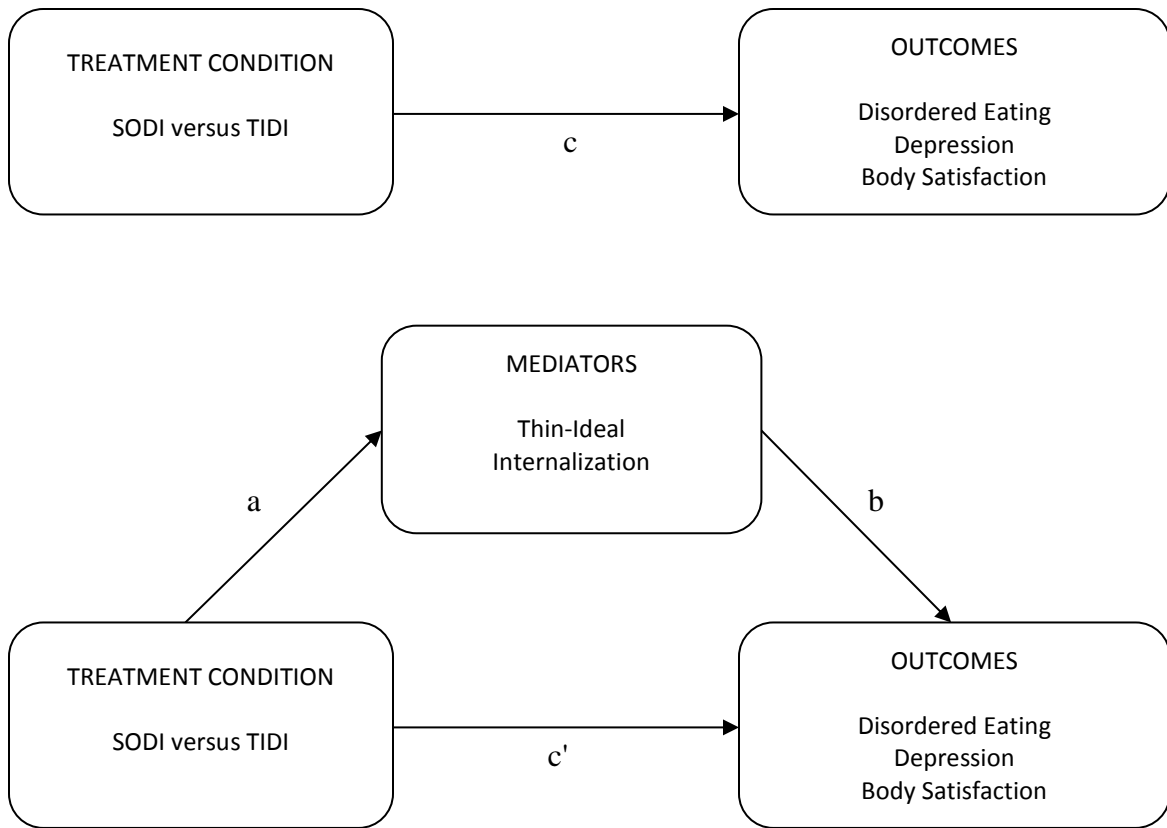 TREATMENT CONDITION
SODI versus TIDI
c
OUTCOMES
Disordered Eating
Depression
Body Satisfaction
MEDIATORS
Thin-Ideal
Internalization
a
b
TREATMENT CONDITION
SODI versus TIDI
c'
OUTCOMES
Disordered Eating
Depression
Body Satisfaction